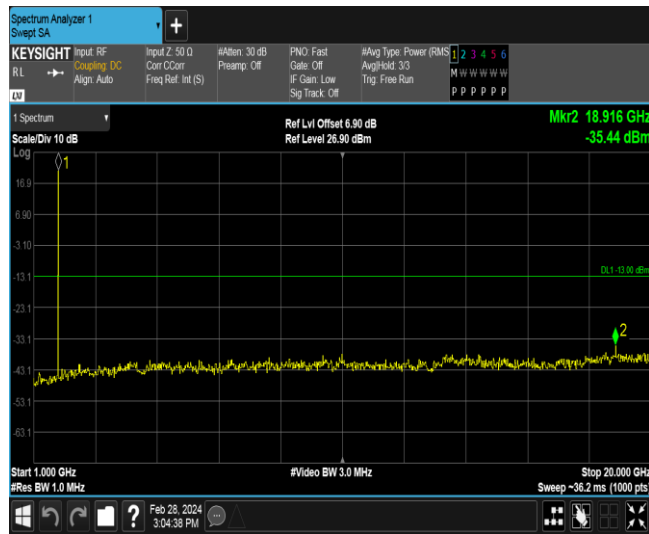 Spectrum Analyzer 1
Swept SA
KEYSIGHT
RL
LXI
Input: RF
Coupling: DC
Align: Auto
Input Z: 50 Ω
Corr CCorr
Freq Ref: Int (S)
#Atten: 30 dB
Preamp: Off
PNO: Fast
Gate: Off
IF Gain: Low
Sig Track: Off
#Avg Type: Power (RMS
Avg|Hold: 3/3
Trig: Free Run
1 2 3 4 5 6
M W W W W W
P P P P P P
1 Spectrum
Scale/Div 10 dB
Log
Ref Lvl Offset 6.90 dB
Ref Level 26.90 dBm
Mkr2 18.916 GHz
-35.44 dBm
1
16.9
6.90
-3.10
-13.1
DL1 -13.00 dBm
-23.1
-33.1
2
-43.1
-53.1
-63.1
Start 1.000 GHz
#Res BW 1.0 MHz
#Video BW 3.0 MHz
Stop 20.000 GHz
Sweep ~36.2 ms (1000 pts)
?
Feb 28, 2024
3:04:38 PM